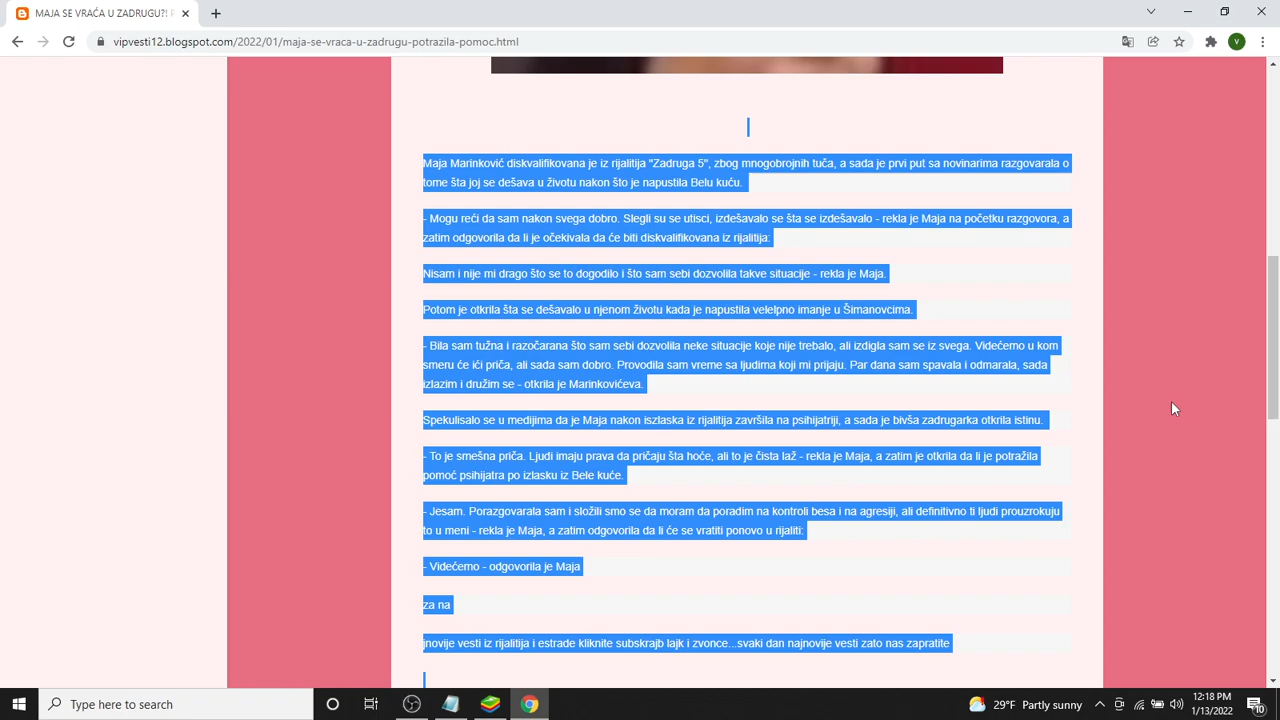 MAJA SE VRAĆA U ZADRUGU?!
vipvesti12.blogspot.com/2022/01/maja-se-vraca-u-zadrugu-potrazila-pomoc.html
V
Maja Marinković diskvalifikovana je iz rijalitija "Zadruga 5", zbog mnogobrojnih tuča, a sada je prvi put sa novinarima razgovarala o
tome šta joj se dešava u životu nakon što je napustila Belu kuću.
- Mogu reći da sam nakon svega dobro. Slegli su se utisci, izdešavalo se šta se izdešavalo - rekla je Maja na početku razgovora, a
zatim odgovorila da li je očekivala da će biti diskvalifikovana iz rijalitija:
Nisam i nije mi drago što se to dogodilo i što sam sebi dozvolila takve situacije - rekla je Maja.
Potom je otkrila šta se dešavalo u njenom životu kada je napustila velelpno imanje u Šimanovcima.
- Bila sam tužna i razočarana što sam sebi dozvolila neke situacije koje nije trebalo, ali izdigla sam se iz svega. Videćemo u kom
smeru će ići priča, ali sada sam dobro. Provodila sam vreme sa ljudima koji mi prijaju. Par dana sam spavala i odmarala, sada
izlazim i družim se - otkrila je Marinkovićeva.
Spekulisalo se u medijima da je Maja nakon iszlaska iz rijalitija završila na psihijatriji, a sada je bivša zadrugarka otkrila istinu.
- To je smešna priča. Ljudi imaju prava da pričaju šta hoće, ali to je čista laž - rekla je Maja, a zatim je otkrila da li je potražila
pomoć psihijatra po izlasku iz Bele kuće.
- Jesam. Porazgovarala sam i složili smo se da moram da poradim na kontroli besa i na agresiji, ali definitivno ti ljudi prouzrokuju
to u meni - rekla je Maja, a zatim odgovorila da li će se vratiti ponovo u rijaliti:
- Videćemo - odgovorila je Maja
za na
jnovije vesti iz rijalitija i estrade kliknite subskrajb lajk i zvonce...svaki dan najnovije vesti zato nas zapratite
Type here to search
29°F Partly sunny
12:18 PM
1/13/2022
10